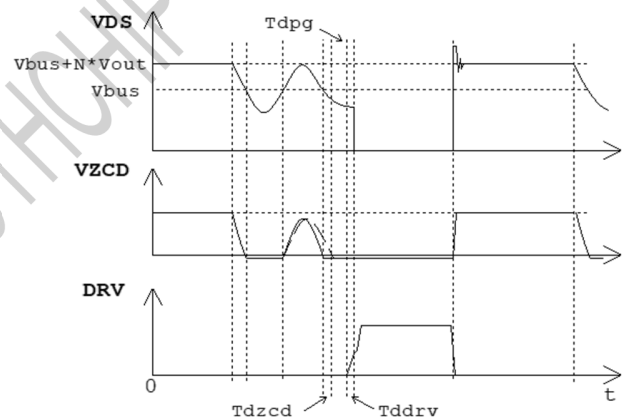 VDS
Tdpg
Vbus+N*Vout
Vbus
VZCD
DRV
0
t
Tdzcd
Tddrv